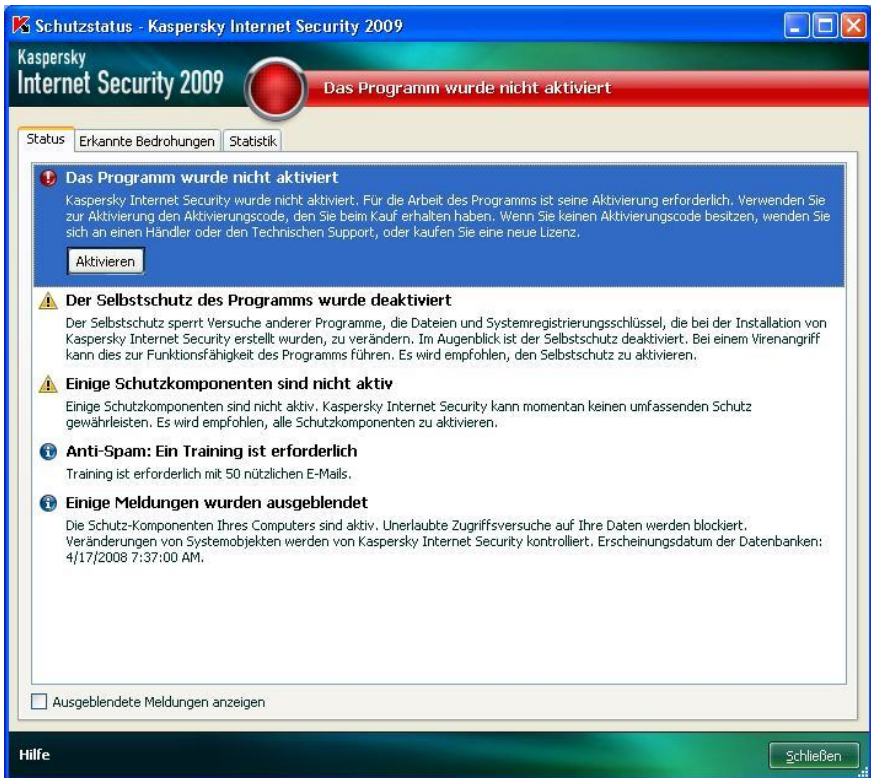 Schutzstatus - Kaspersky Internet Security 2009
Kaspersky
Internet Security 2009
Das Programm wurde nicht aktiviert
Status
Erkannte Bedrohungen
Statistik
Das Programm wurde nicht aktiviert
Kaspersky Internet Security wurde nicht aktiviert. Für die Arbeit des Programms ist seine Aktivierung erforderlich. Verwenden Sie
zur Aktivierung den Aktivierungscode, den Sie beim Kauf erhalten haben. Wenn Sie keinen Aktivierungscode besitzen, wenden Sie
sich an einen Händler oder den Technischen Support, oder kaufen Sie eine neue Lizenz.
Aktivieren
Der Selbstschutz des Programms wurde deaktiviert
Der Selbstschutz sperrt Versuche anderer Programme, die Dateien und Systemregistrierungsschlüssel, die bei der Installation von
Kaspersky Internet Security erstellt wurden, zu verändern. Im Augenblick ist der Selbstschutz deaktiviert. Bei einem Virenangriff
kann dies zur Funktionsfähigkeit des Programms führen. Es wird empfohlen, den Selbstschutz zu aktivieren.
Einige Schutzkomponenten sind nicht aktiv
Einige Schutzkomponenten sind nicht aktiv. Kaspersky Internet Security kann momentan keinen umfassenden Schutz
gewährleisten. Es wird empfohlen, alle Schutzkomponenten zu aktivieren.
Anti-Spam: Ein Training ist erforderlich
Training ist erforderlich mit 50 nützlichen E-Mails.
Einige Meldungen wurden ausgeblendet
Die Schutz-Komponenten Ihres Computers sind aktiv. Unerlaubte Zugriffsversuche auf Ihre Daten werden blockiert.
Veränderungen von Systemobjekten werden von Kaspersky Internet Security kontrolliert. Erscheinungsdatum der Datenbanken:
4/17/2008 7:37:00 AM.
Ausgeblendete Meldungen anzeigen
Hilfe
Schließen